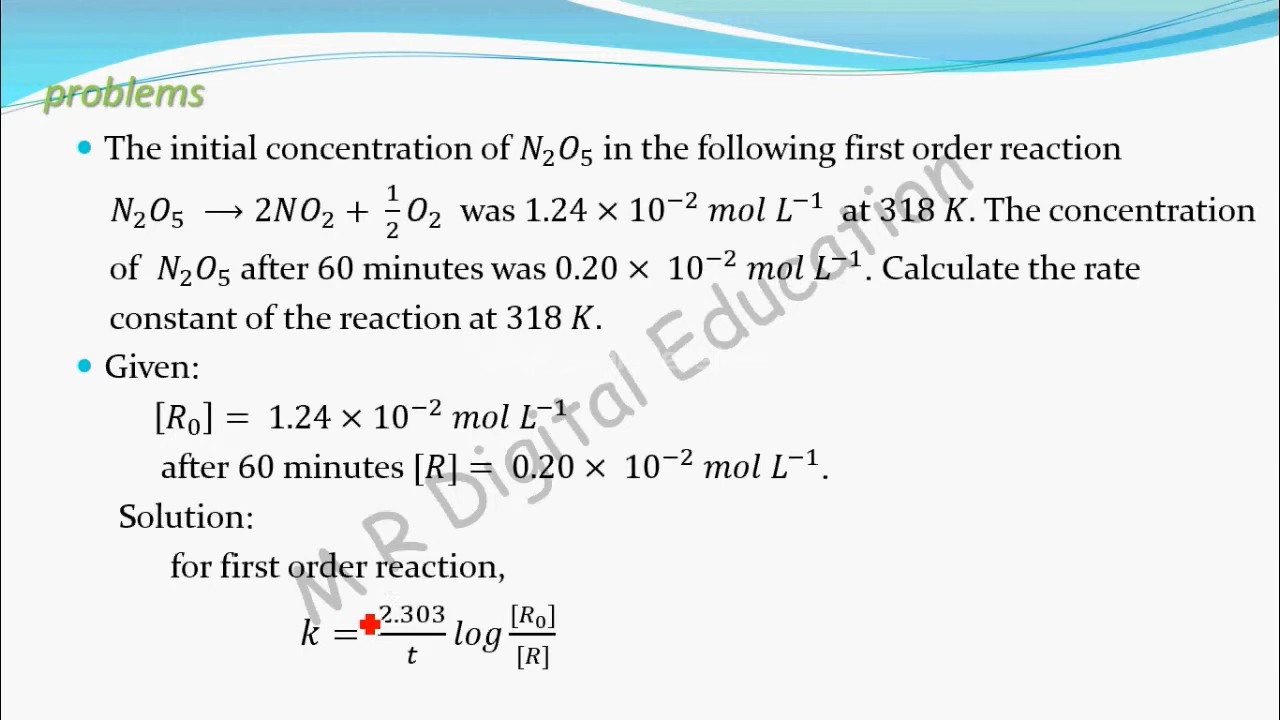 problems
The initial concentration of N₂O₅ in the following first order reaction
N₂O₅ ⟶ 2NO₂ + 1/2 O₂ was 1.24 × 10⁻² mol L⁻¹ at 318 K. The concentration
of N₂O₅ after 60 minutes was 0.20 × 10⁻² mol L⁻¹. Calculate the rate
constant of the reaction at 318 K.
Given:
[R₀] = 1.24 × 10⁻² mol L⁻¹
after 60 minutes [R] = 0.20 × 10⁻² mol L⁻¹.
Solution:
for first order reaction,
k = 2.303/t log [R₀]/[R]
M R Digital Education